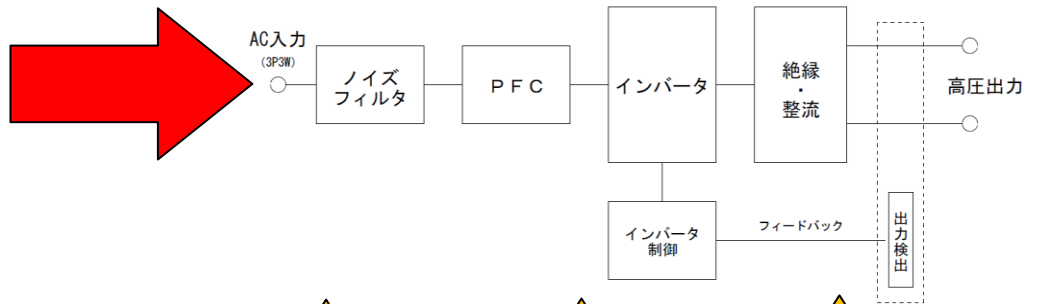 AC入力
(3P3W)
ノイズ
フィルタ
ＰＦＣ
インバータ
絶縁
・
整流
高圧出力
インバータ
制御
フィードバック
出力検出